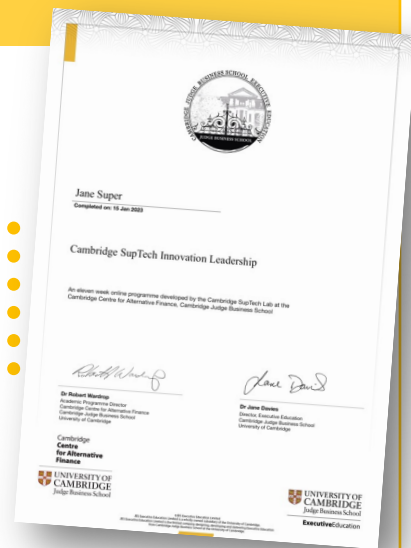 CAMBRIDGE JUDGE BUSINESS SCHOOL EXECUTIVE EDUCATION
JUDGE BUSINESS SCHOOL
Jane Super
Completed on: 15 Jan 2023
Cambridge SupTech Innovation Leadership
An eleven week online programme developed by the Cambridge SupTech Lab at the
Cambridge Centre for Alternative Finance, Cambridge Judge Business School
Dr Robert Wardrop
Academic Programme Director
Cambridge Centre for Alternative Finance
Cambridge Judge Business School
University of Cambridge
Dr Jane Davies
Director, Executive Education
Cambridge Judge Business School
University of Cambridge
Cambridge
Centre
for Alternative
Finance
UNIVERSITY OF
CAMBRIDGE
Judge Business School
UNIVERSITY OF
CAMBRIDGE
Judge Business School
ExecutiveEducation